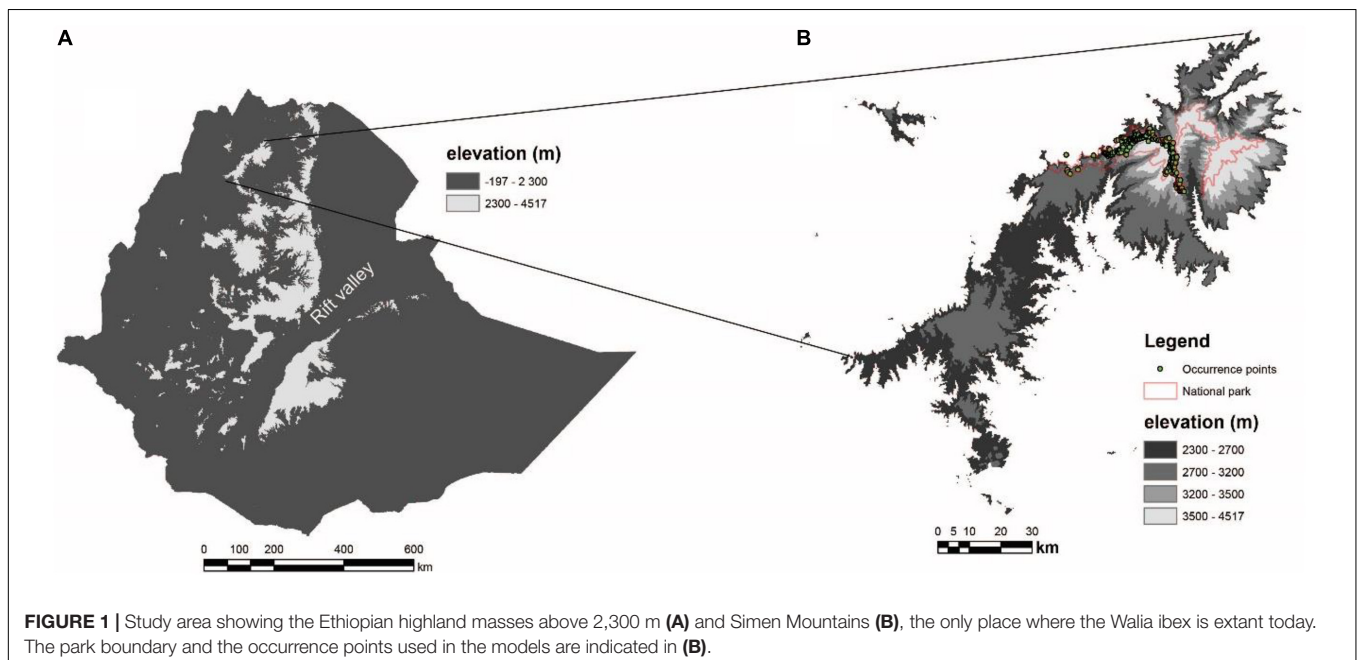 A
B
elevation (m)
-197 - 2 300
2300 - 4517
Rift valley
0 100 200 400 600
km
Legend
Occurrence points
National park
elevation (m)
2300 - 2700
2700 - 3200
3200 - 3500
3500 - 4517
0 5 10 20 30
km
FIGURE 1 | Study area showing the Ethiopian highland masses above 2,300 m (A) and Simen Mountains (B), the only place where the Walia ibex is extant today.
The park boundary and the occurrence points used in the models are indicated in (B).